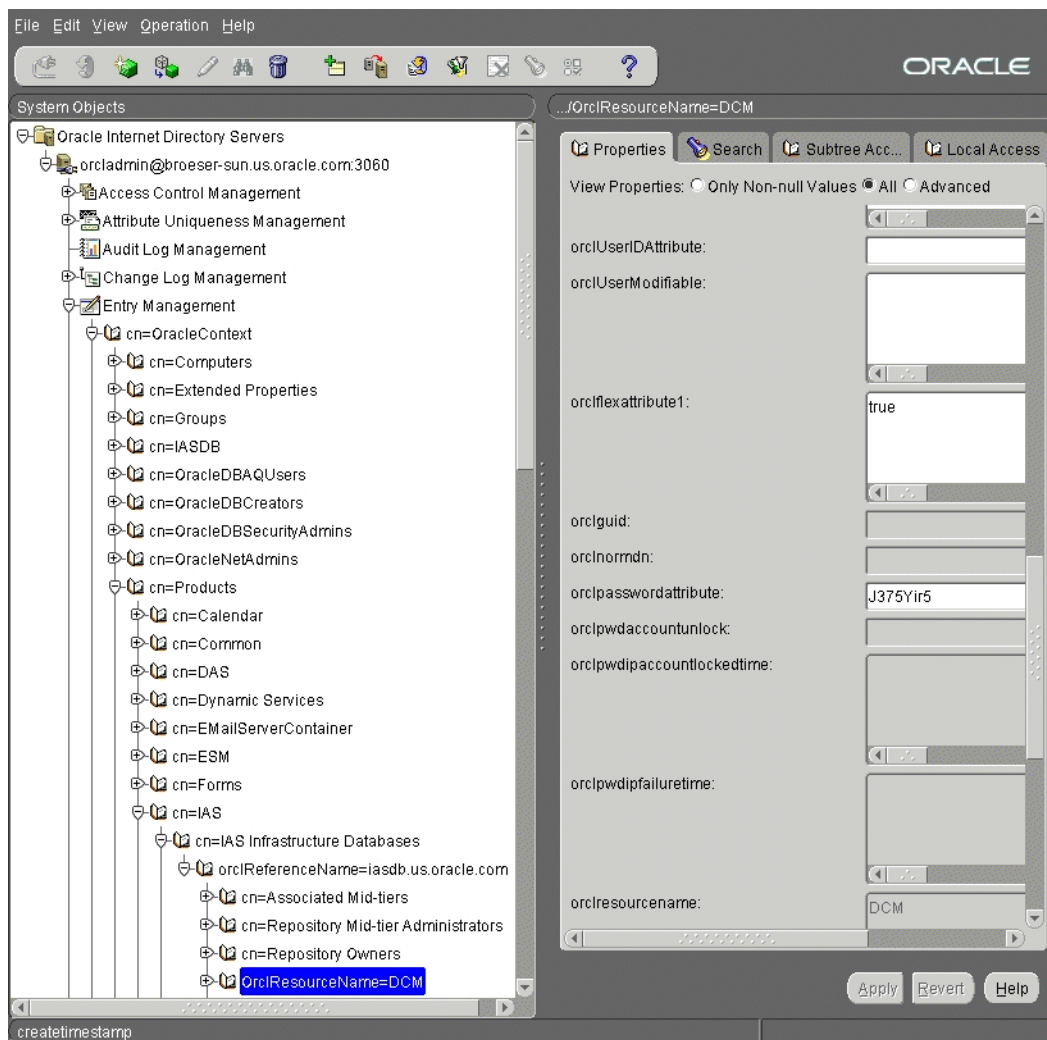 File Edit View Operation Help
ORACLE
System Objects
Oracle Internet Directory Servers
orcladmin@broeser-sun.us.oracle.com:3060
Access Control Management
Attribute Uniqueness Management
Audit Log Management
Change Log Management
Entry Management
cn=OracleContext
cn=Computers
cn=Extended Properties
cn=Groups
cn=IASDB
cn=OracleDBAQUsers
cn=OracleDBCreators
cn=OracleDBSecurityAdmins
cn=OracleNetAdmins
cn=Products
cn=Calendar
cn=Common
cn=DAS
cn=Dynamic Services
cn=EMailServerContainer
cn=ESM
cn=Forms
cn=IAS
cn=IAS Infrastructure Databases
orclReferenceName=iasdb.us.oracle.com
cn=Associated Mid-tiers
cn=Repository Mid-tier Administrators
cn=Repository Owners
OrclResourceName=DCM
createtimestamp
.../OrclResourceName=DCM
Properties Search Subtree Acc... Local Access
View Properties: Only Non-null Values All Advanced
orclUserIDAttribute:
orclUserModifiable:
orclflexattribute1: true
orclguid:
orclnormdn:
orclpasswordattribute: J375Yir5
orclpwdaccountunlock:
orclpwdipaccountlockedtime:
orclpwdipfailuretime:
orclresourcename: DCM
Apply Revert Help